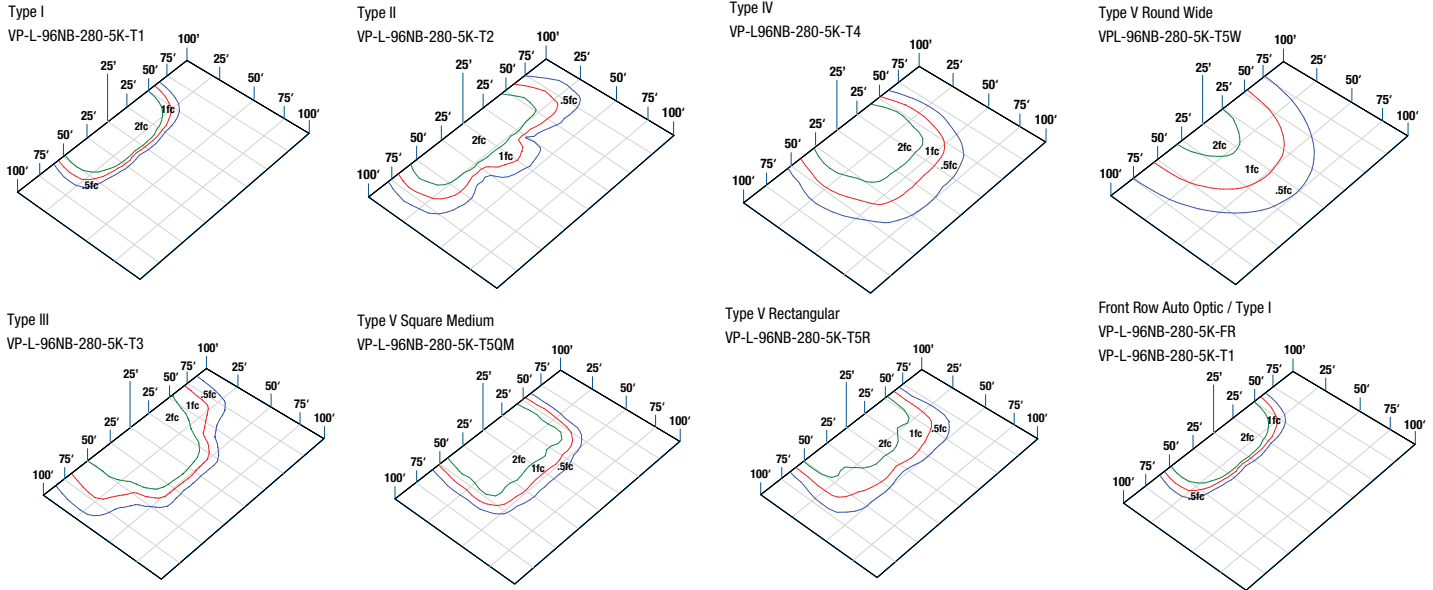 Type I
VP-L-96NB-280-5K-T1
100‘
75‘
50‘
25’
25‘
25‘
50‘
75‘
100‘
25‘
50‘
75‘
100‘
1fc
2fc
.5fc
Type II
VP-L-96NB-280-5K-T2
100‘
75‘
50‘
25’
25‘
25‘
50‘
75‘
100‘
25‘
50‘
75‘
100‘
.5fc
2fc
1fc
Type IV
VP-L96NB-280-5K-T4
100‘
75‘
50‘
25’
25‘
25‘
50‘
75‘
100‘
25‘
50‘
75‘
100‘
2fc
1fc
.5fc
Type V Round Wide
VPL-96NB-280-5K-T5W
100‘
75‘
50‘
25’
25‘
25‘
50‘
75‘
100‘
25‘
50‘
75‘
100‘
2fc
1fc
.5fc
Type III
VP-L-96NB-280-5K-T3
100‘
75‘
50‘
25’
25‘
25‘
50‘
75‘
100‘
25‘
50‘
75‘
100‘
.5fc
1fc
2fc
Type V Square Medium
VP-L-96NB-280-5K-T5QM
100‘
75‘
50‘
25’
25‘
25‘
50‘
75‘
100‘
25‘
50‘
75‘
100‘
2fc
1fc
.5fc
Type V Rectangular
VP-L-96NB-280-5K-T5R
100‘
75‘
50‘
25’
25‘
25‘
50‘
75‘
100‘
25‘
50‘
75‘
100‘
2fc
1fc
.5fc
Front Row Auto Optic / Type I
VP-L-96NB-280-5K-FR
VP-L-96NB-280-5K-T1
100‘
75‘
50‘
25’
25‘
25‘
50‘
75‘
100‘
25‘
50‘
75‘
100‘
1fc
2fc
.5fc